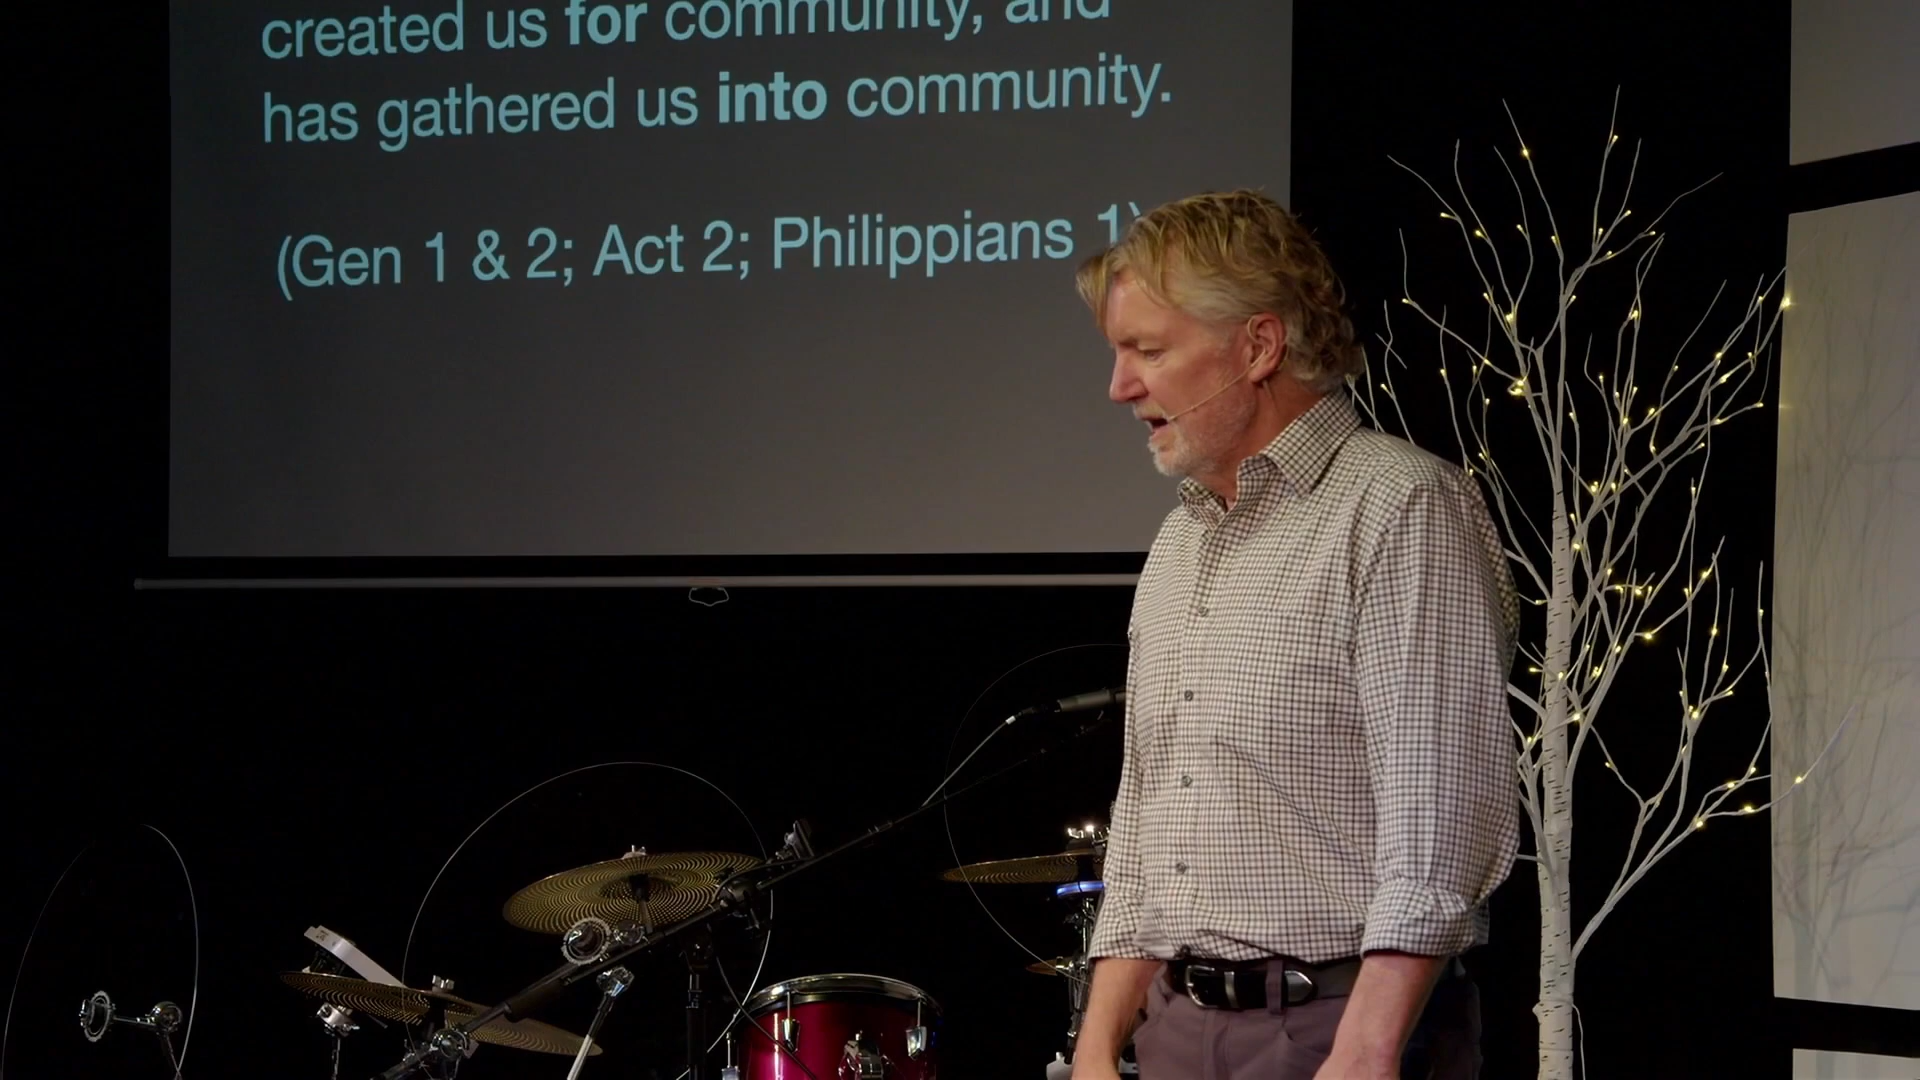 created us for community, and
has gathered us into community.
(Gen 1 & 2; Act 2; Philippians 1)